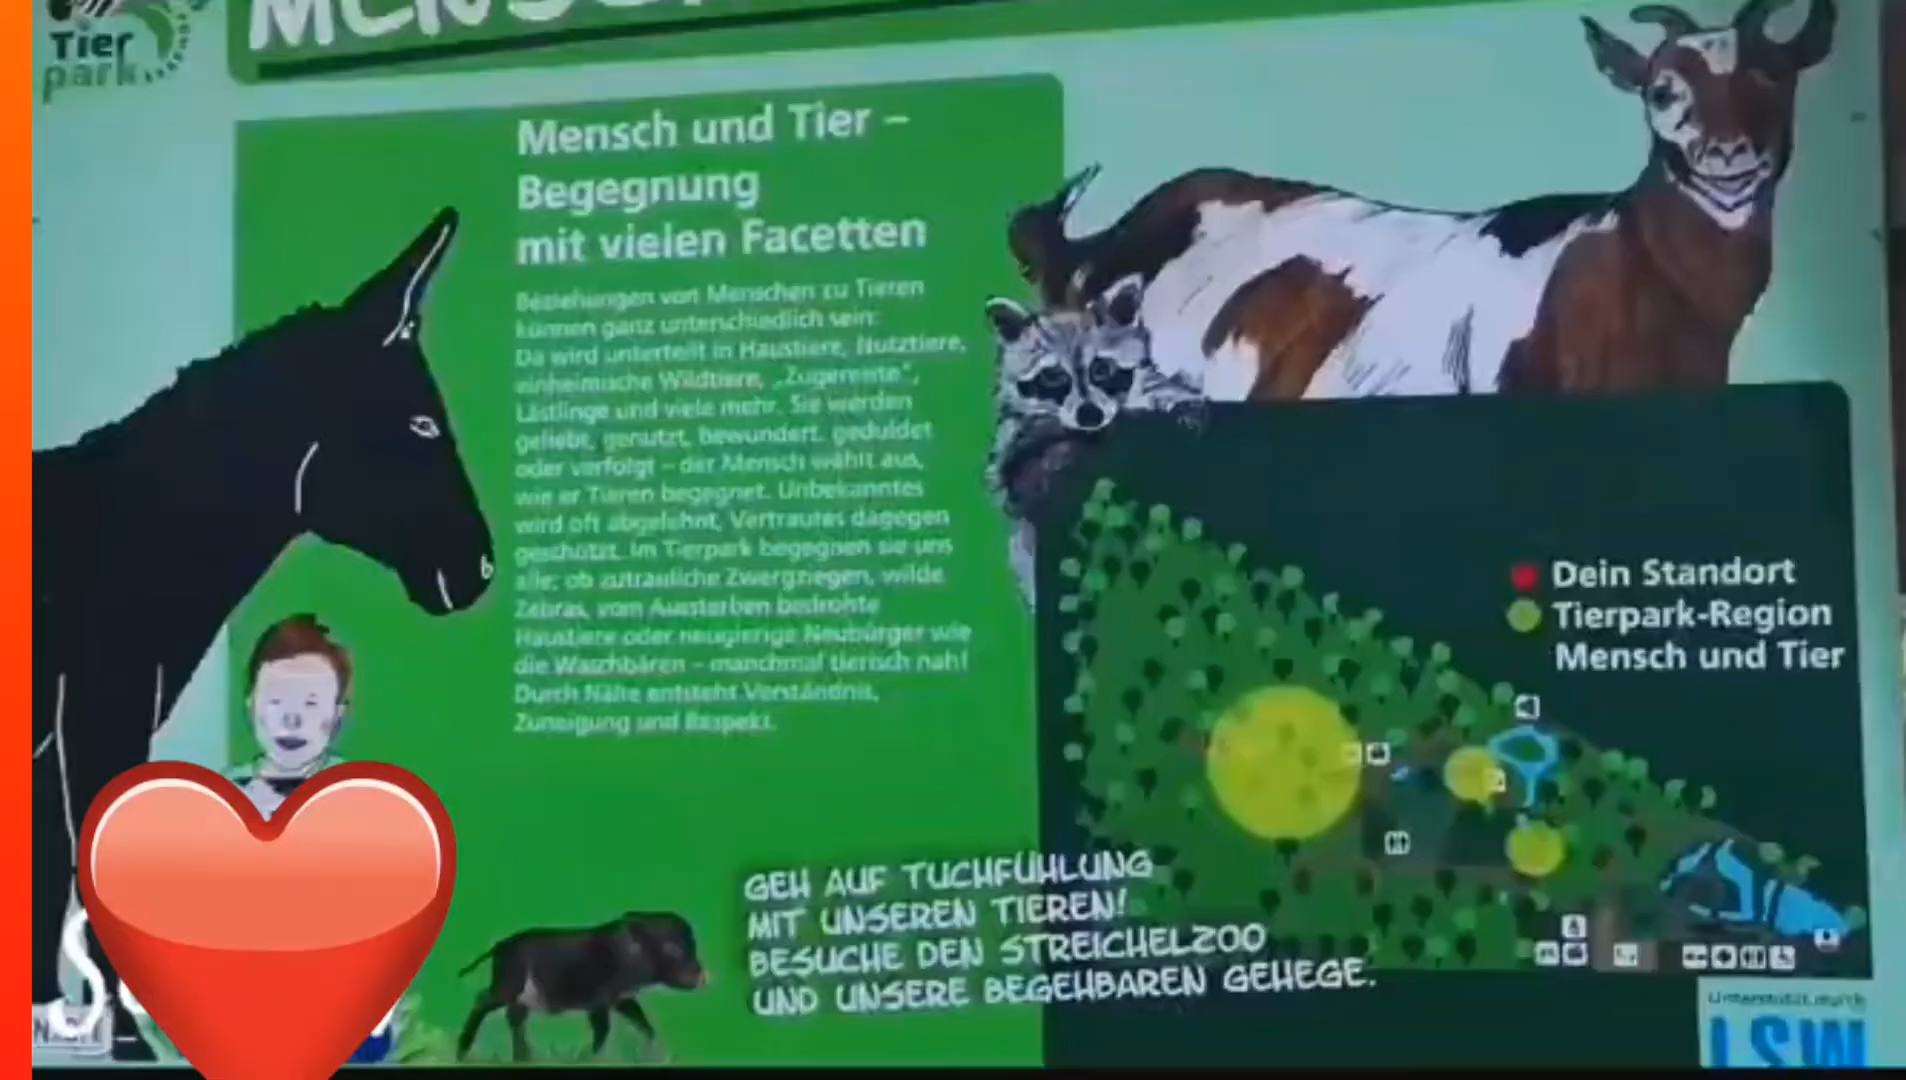 Tier
park
Mensch und Tier –
Begegnung
mit vielen Facetten
Beziehungen von Menschen zu Tieren
können ganz unterschiedlich sein:
Da wird unterteilt in Haustiere, Nutztiere,
einheimische Wildtiere, „Zugereiste“,
Lästlinge und viele mehr. Sie werden
geliebt, genutzt, bewundert, geduldet
oder verfolgt – der Mensch wählt aus,
wie er Tieren begegnet. Unbekanntes
wird oft abgelehnt, Vertrautes dagegen
geschützt. Im Tierpark begegnen sie uns
alle: ob zutrauliche Zwergziegen, wilde
Zebras, vom Aussterben bedrohte
Haustiere oder neugierige Neubürger wie
die Waschbären – manchmal tierisch nah!
Durch Nähe entsteht Verständnis,
Zuneigung und Respekt.
Dein Standort
Tierpark-Region
Mensch und Tier
GEH AUF TUCHFÜHLUNG
MIT UNSEREN TIEREN!
BESUCHE DEN STREICHELZOO
UND UNSERE BEGEHBAREN GEHEGE.
Unterstützt durch
LSW